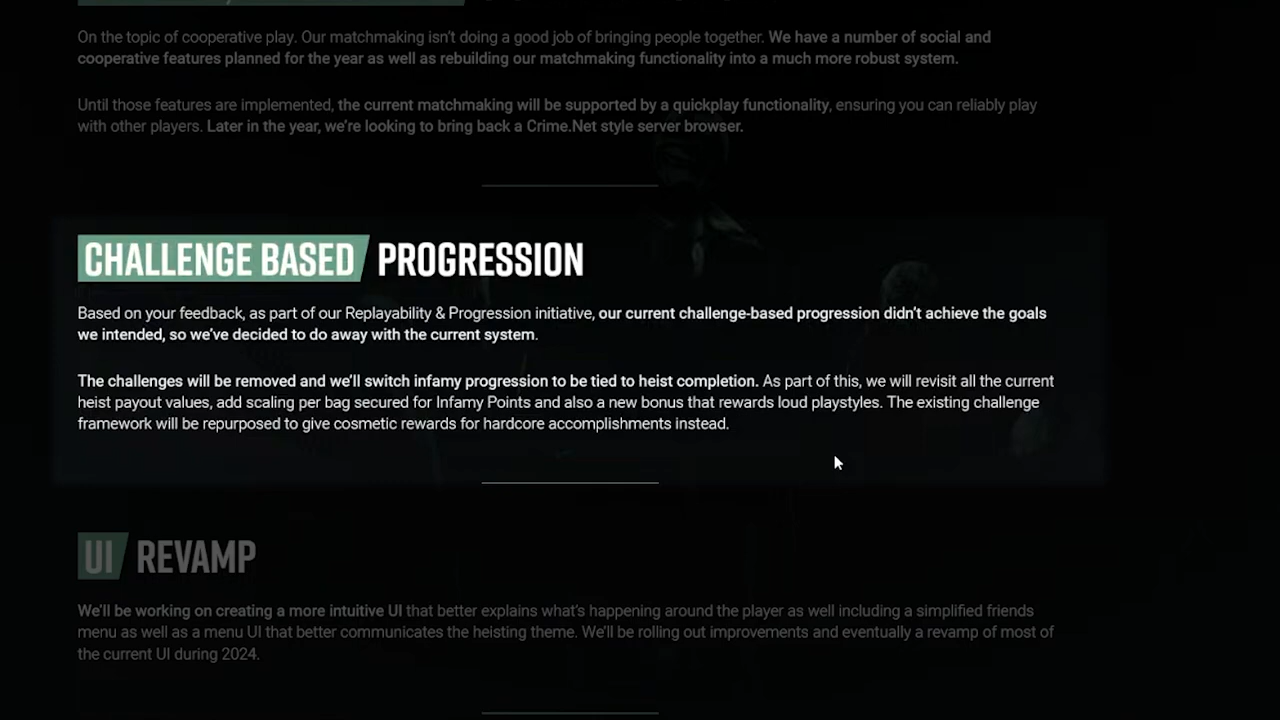 On the topic of cooperative play. Our matchmaking isn't doing a good job of bringing people together. We have a number of social and
cooperative features planned for the year as well as rebuilding our matchmaking functionality into a much more robust system.
Until those features are implemented, the current matchmaking will be supported by a quickplay functionality, ensuring you can reliably play
with other players. Later in the year, we're looking to bring back a Crime.Net style server browser.
CHALLENGE BASED PROGRESSION
Based on your feedback, as part of our Replayability & Progression initiative, our current challenge-based progression didn't achieve the goals
we intended, so we've decided to do away with the current system.
The challenges will be removed and we'll switch infamy progression to be tied to heist completion. As part of this, we will revisit all the current
heist payout values, add scaling per bag secured for Infamy Points and also a new bonus that rewards loud playstyles. The existing challenge
framework will be repurposed to give cosmetic rewards for hardcore accomplishments instead.
UI REVAMP
We'll be working on creating a more intuitive UI that better explains what's happening around the player as well including a simplified friends
menu as well as a menu UI that better communicates the heisting theme. We'll be rolling out improvements and eventually a revamp of most of
the current UI during 2024.